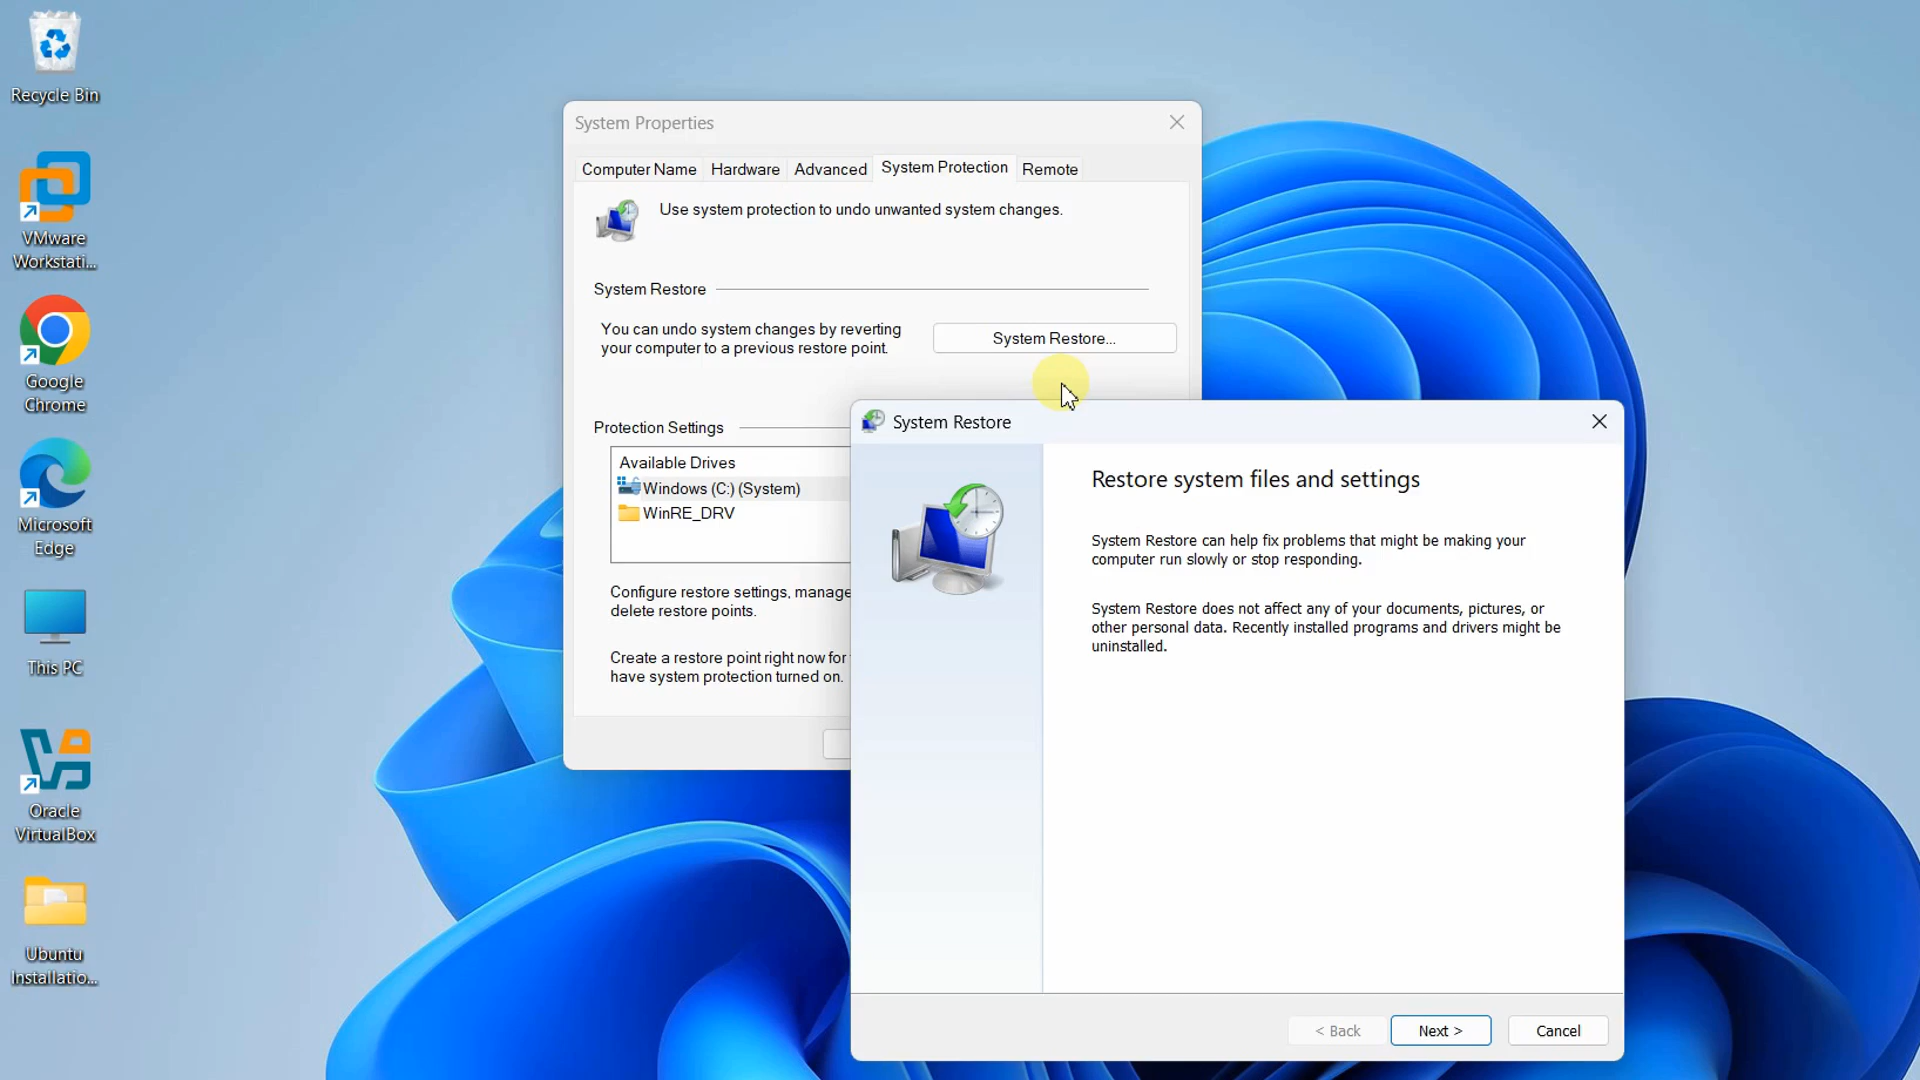 Recycle Bin
VMware
Workstati...
Google
Chrome
Microsoft
Edge
This PC
Oracle
VirtualBox
Ubuntu
Installatio...
System Properties
Computer Name
Hardware
Advanced
System Protection
Remote
Use system protection to undo unwanted system changes.
System Restore
You can undo system changes by reverting
your computer to a previous restore point.
System Restore...
Protection Settings
Available Drives
Windows (C:) (System)
WinRE_DRV
Configure restore settings, manage
delete restore points.
Create a restore point right now for
have system protection turned on.
System Restore
Restore system files and settings
System Restore can help fix problems that might be making your
computer run slowly or stop responding.
System Restore does not affect any of your documents, pictures, or
other personal data. Recently installed programs and drivers might be
uninstalled.
< Back
Next >
Cancel